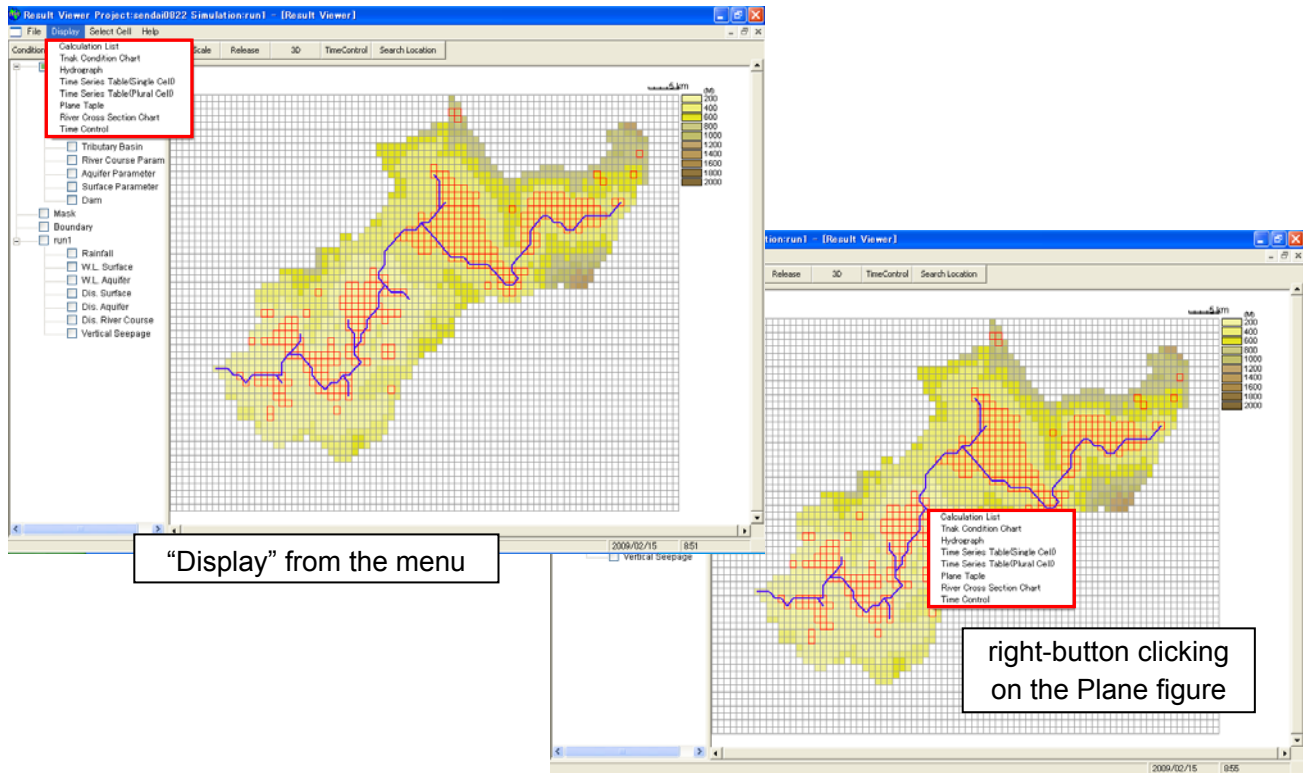 Result Viewer Project:sendai0822 Simulation:run1 - [Result Viewer]
File Display Select Cell Help
Condition Scale Release 3D TimeControl Search Location
Calculation List
Tnak Condition Chart
Hydrograph
Time Series Table(Single Cell)
Time Series Table(Plural Cell)
Plane Taple
River Cross Section Chart
Time Control
Tributary Basin
River Course Param
Aquifer Parameter
Surface Parameter
Dam
Mask
Boundary
run1
Rainfall
W.L. Surface
W.L. Aquifer
Dis. Surface
Dis. Aquifer
Dis. River Course
Vertical Seepage
5 km
(M)
200
400
600
800
1000
1200
1400
1600
1800
2000
2009/02/15 8:51
"Display" from the menu
tion:run1 - [Result Viewer]
Release 3D TimeControl Search Location
5 km
(M)
200
400
600
800
1000
1200
1400
1600
1800
2000
Calculation List
Tnak Condition Chart
Hydrograph
Time Series Table(Single Cell)
Time Series Table(Plural Cell)
Plane Taple
River Cross Section Chart
Time Control
Vertical Seepage
right-button clicking
on the Plane figure
2009/02/15 8:55